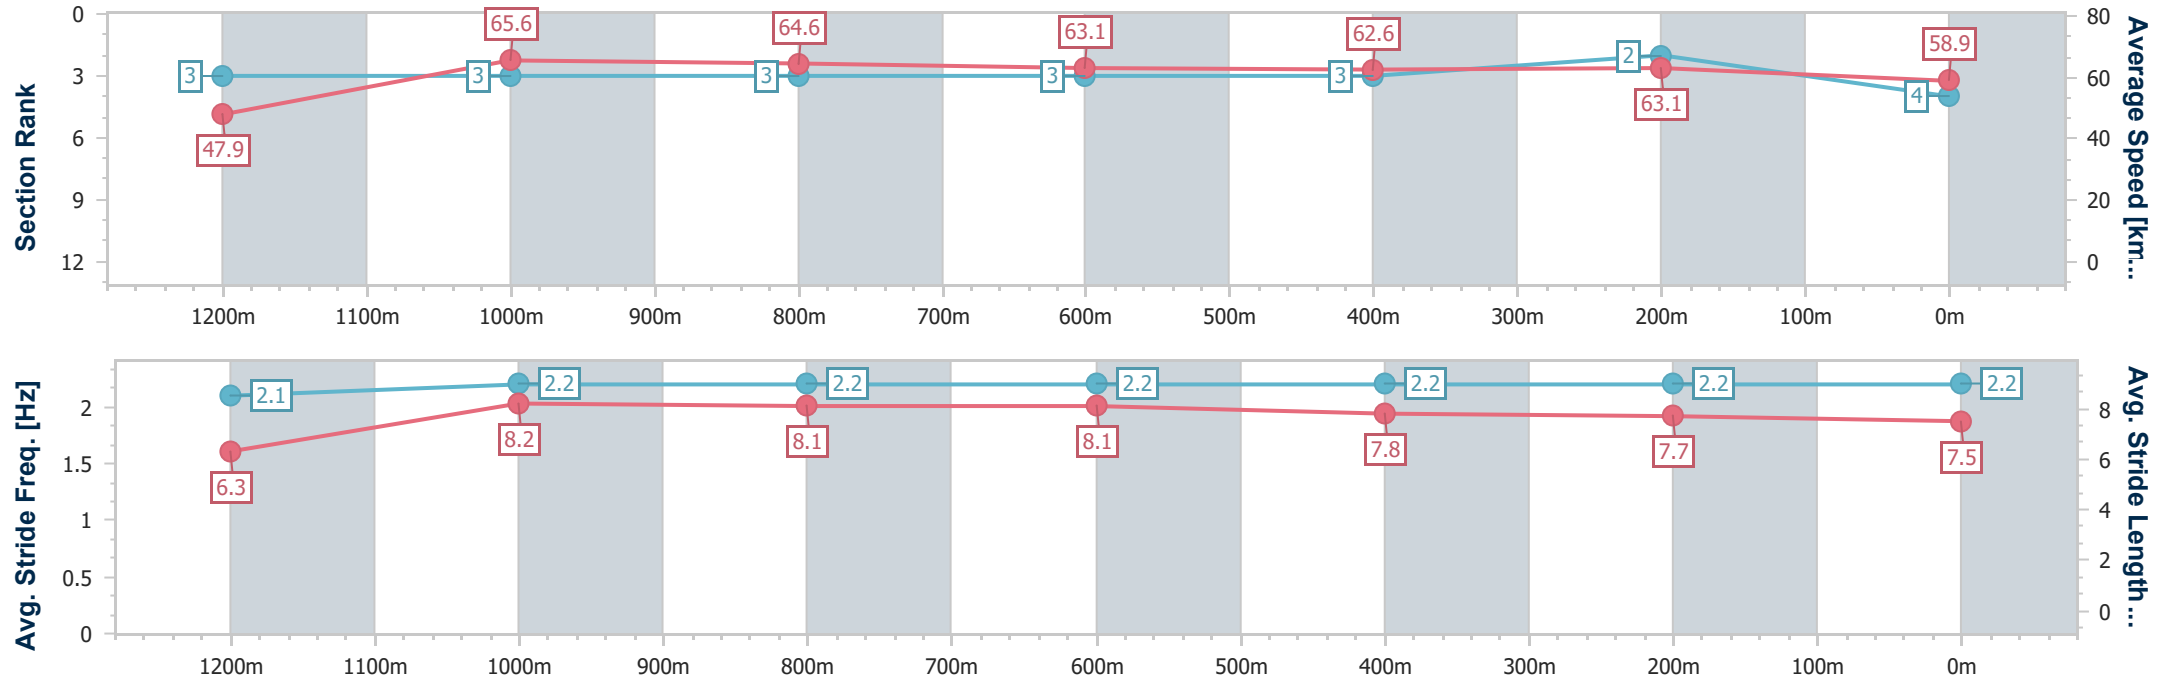 Section Rank
Average Speed [km...
0
3
6
9
12
80
60
40
20
0
3
3
3
3
3
2
4
47.9
65.6
64.6
63.1
62.6
63.1
58.9
1200m
1100m
1000m
900m
800m
700m
600m
500m
400m
300m
200m
100m
0m
Avg. Stride Freq. [Hz]
Avg. Stride Length...
2
1.5
1
0.5
0
8
6
4
2
0
2.1
2.2
2.2
2.2
2.2
2.2
2.2
6.3
8.2
8.1
8.1
7.8
7.7
7.5
1200m
1100m
1000m
900m
800m
700m
600m
500m
400m
300m
200m
100m
0m